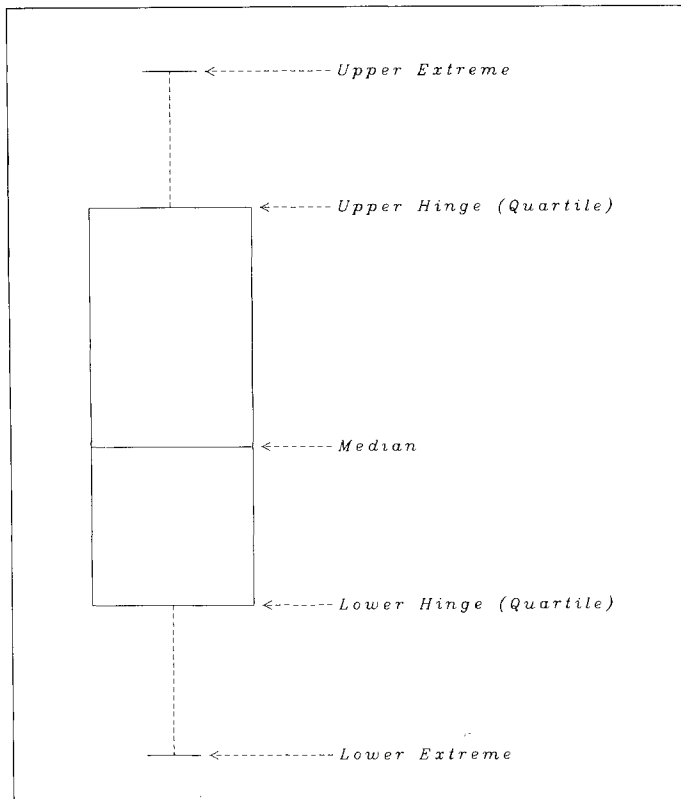 Upper Extreme
Upper Hinge (Quartile)
Median
Lower Hinge (Quartile)
Lower Extreme